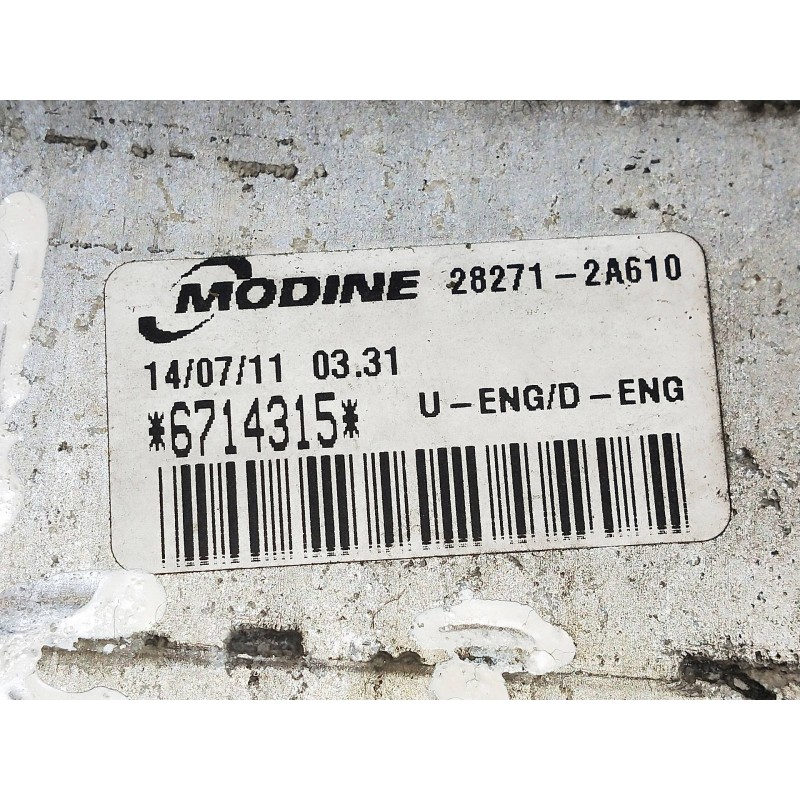 MODINE 28271-2A610
14/07/11 03.31
*6714315* U-ENG/D-ENG